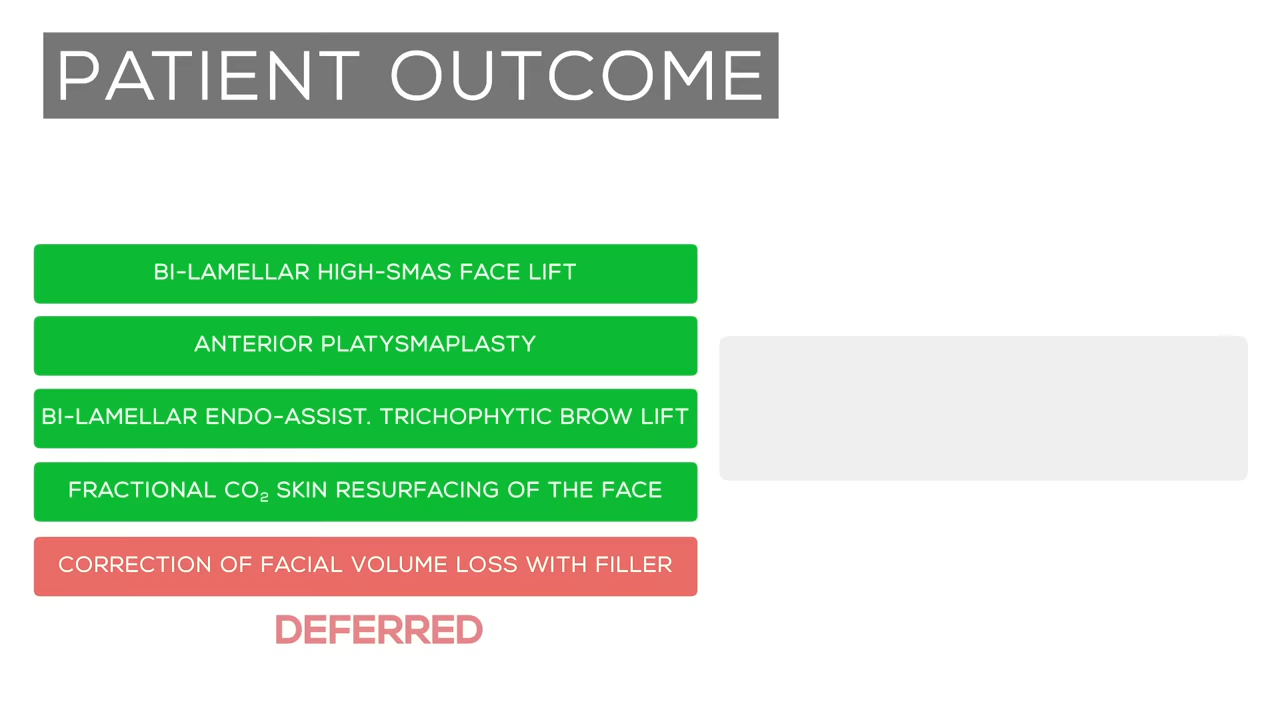 PATIENT OUTCOME
BI-LAMELLAR HIGH-SMAS FACE LIFT
ANTERIOR PLATYSMAPLASTY
BI-LAMELLAR ENDO-ASSIST. TRICHOPHYTIC BROW LIFT
FRACTIONAL CO₂ SKIN RESURFACING OF THE FACE
CORRECTION OF FACIAL VOLUME LOSS WITH FILLER
DEFERRED